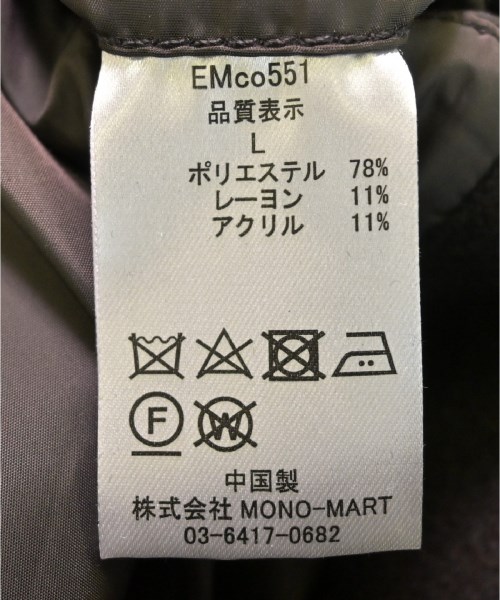 EMco551
品質表示
L
ポリエステル 78%
レーヨン 11%
アクリル 11%
F W
中国製
株式会社 MONO-MART
03-6417-0682